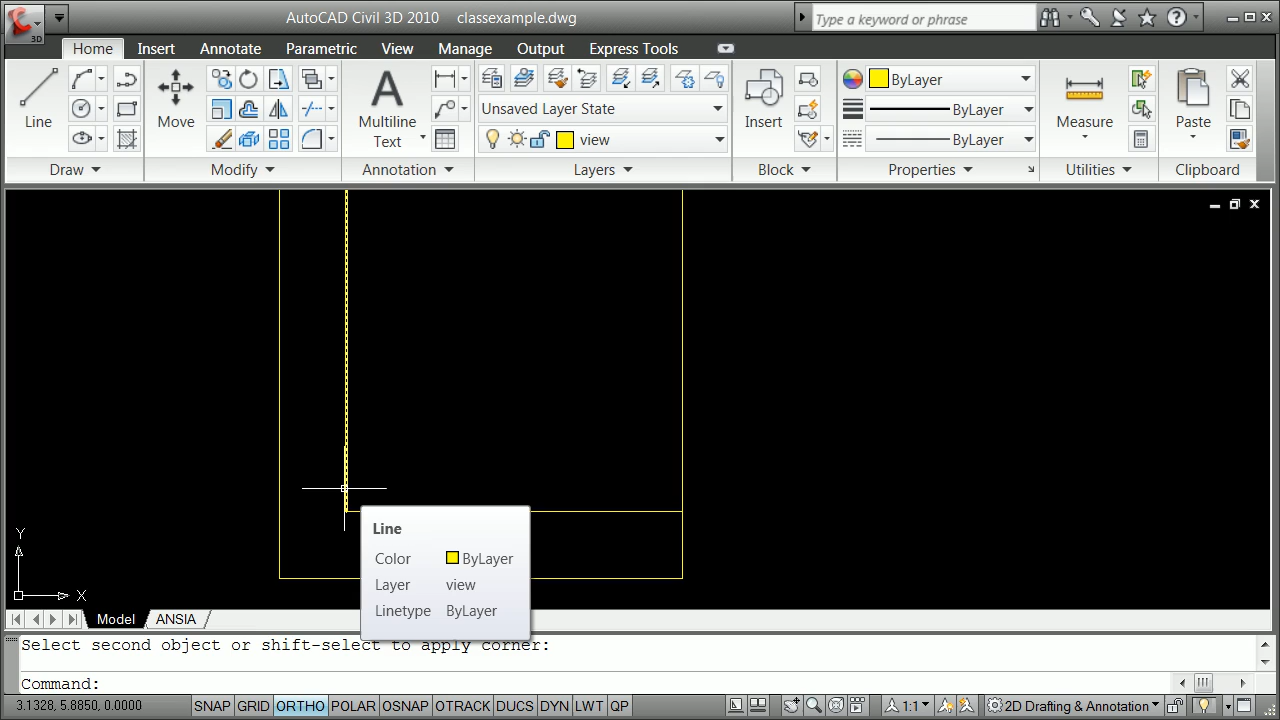 AutoCAD Civil 3D 2010 classexample.dwg
Type a keyword or phrase
3D
Home Insert Annotate Parametric View Manage Output Express Tools
Line
Move
A
Multiline Text
Unsaved Layer State
view
Insert
ByLayer
ByLayer
ByLayer
Measure
Paste
Draw Modify Annotation Layers Block Properties Utilities Clipboard
Line
Color ByLayer
Layer view
Linetype ByLayer
Y
X
Model ANSIA
Select second object or shift-select to apply corner:
Command:
3.1328, 5.8850, 0.0000 SNAP GRID ORTHO POLAR OSNAP OTRACK DUCS DYN LWT QP 1:1 2D Drafting & Annotation